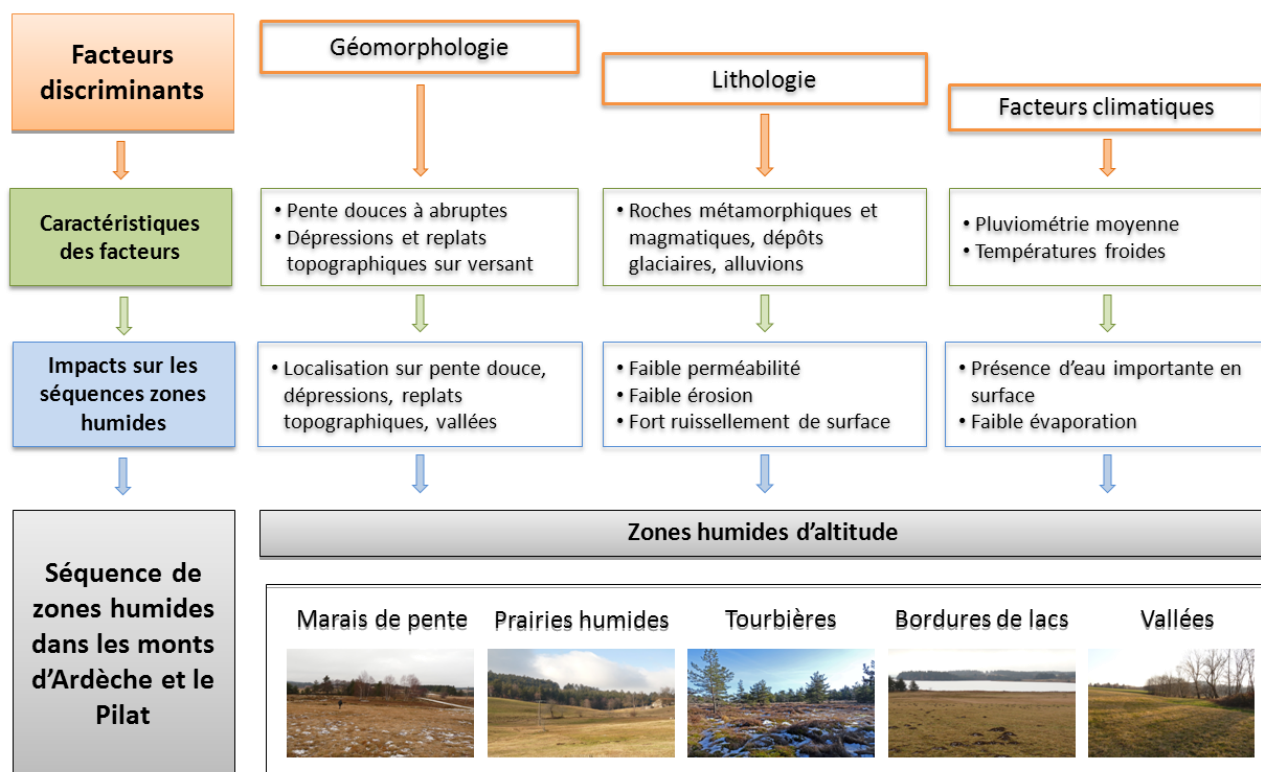 Facteurs
discriminants
Géomorphologie
Lithologie
Facteurs climatiques
Caractéristiques
des facteurs
• Pente douces à abruptes
• Dépressions et replats
topographiques sur versant
• Roches métamorphiques et
magmatiques, dépôts
glaciaires, alluvions
• Pluviométrie moyenne
• Températures froides
Impacts sur les
séquences zones
humides
• Localisation sur pente douce,
dépressions, replats
topographiques, vallées
• Faible perméabilité
• Faible érosion
• Fort ruissellement de surface
• Présence d'eau importante en
surface
• Faible évaporation
Séquence de
zones humides
dans les monts
d'Ardèche et le
Pilat
Zones humides d'altitude
Marais de pente
Prairies humides
Tourbières
Bordures de lacs
Vallées